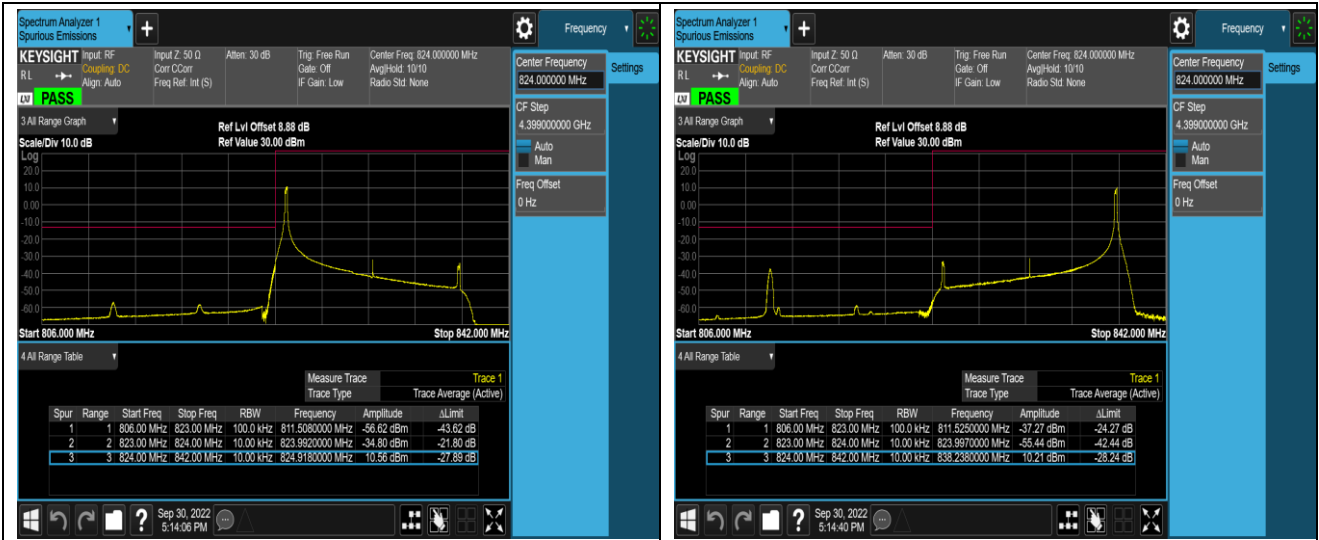 Spectrum Analyzer 1
Spurious Emissions
+
Frequency
KEYSIGHT
Input: RF
Input Z: 50 Ω
Atten: 30 dB
Trig: Free Run
Center Freq: 824.000000 MHz
RL
Coupling: DC
Corr CCorr
Gate: Off
Avg|Hold: 10/10
Align: Auto
Freq Ref: Int (S)
IF Gain: Low
Radio Std: None
LXI
PASS
Center Frequency
824.000000 MHz
Settings
CF Step
4.399000000 GHz
Auto
Man
Freq Offset
0 Hz
3 All Range Graph
Ref Lvl Offset 8.88 dB
Scale/Div 10.0 dB
Ref Value 30.00 dBm
Log
20.0
10.0
0.00
-10.0
-20.0
-30.0
-40.0
-50.0
-60.0
Start 806.000 MHz
Stop 842.000 MHz
4 All Range Table
Measure Trace Trace 1
Trace Type Trace Average (Active)
Spur Range Start Freq Stop Freq RBW Frequency Amplitude ΔLimit
1 1 806.00 MHz 823.00 MHz 100.0 kHz 811.5080000 MHz -56.62 dBm -43.62 dB
2 2 823.00 MHz 824.00 MHz 10.00 kHz 823.9920000 MHz -34.80 dBm -21.80 dB
3 3 824.00 MHz 842.00 MHz 10.00 kHz 824.9180000 MHz 10.56 dBm -27.89 dB
?
Sep 30, 2022
5:14:06 PM
Spectrum Analyzer 1
Spurious Emissions
+
Frequency
KEYSIGHT
Input: RF
Input Z: 50 Ω
Atten: 30 dB
Trig: Free Run
Center Freq: 824.000000 MHz
RL
Coupling: DC
Corr CCorr
Gate: Off
Avg|Hold: 10/10
Align: Auto
Freq Ref: Int (S)
IF Gain: Low
Radio Std: None
LXI
PASS
Center Frequency
824.000000 MHz
Settings
CF Step
4.399000000 GHz
Auto
Man
Freq Offset
0 Hz
3 All Range Graph
Ref Lvl Offset 8.88 dB
Scale/Div 10.0 dB
Ref Value 30.00 dBm
Log
20.0
10.0
0.00
-10.0
-20.0
-30.0
-40.0
-50.0
-60.0
Start 806.000 MHz
Stop 842.000 MHz
4 All Range Table
Measure Trace Trace 1
Trace Type Trace Average (Active)
Spur Range Start Freq Stop Freq RBW Frequency Amplitude ΔLimit
1 1 806.00 MHz 823.00 MHz 100.0 kHz 811.5250000 MHz -37.27 dBm -24.27 dB
2 2 823.00 MHz 824.00 MHz 10.00 kHz 823.9970000 MHz -55.44 dBm -42.44 dB
3 3 824.00 MHz 842.00 MHz 10.00 kHz 838.2380000 MHz 10.21 dBm -28.24 dB
?
Sep 30, 2022
5:14:40 PM